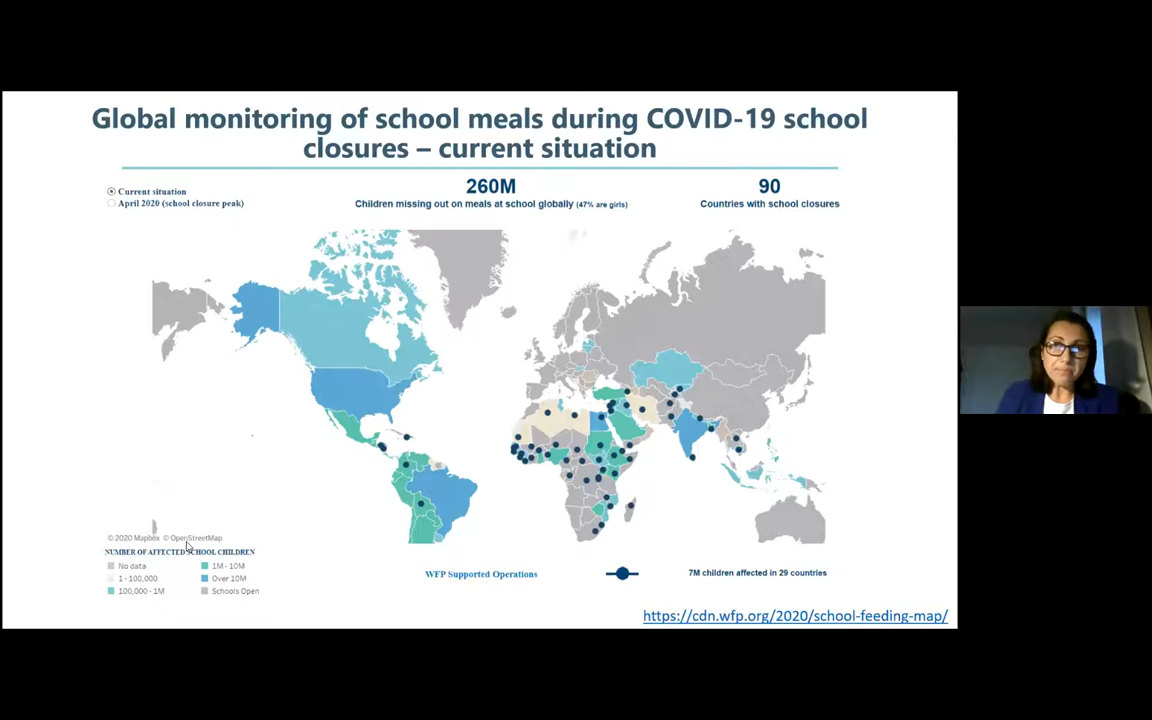 Global monitoring of school meals during COVID-19 school
closures – current situation
Current situation
April 2020 (school closure peak)
260M
Children missing out on meals at school globally (47% are girls)
90
Countries with school closures
© 2020 Mapbox © OpenStreetMap
NUMBER OF AFFECTED SCHOOL CHILDREN
No data
1 - 100,000
100,000 - 1M
1M - 10M
Over 10M
Schools Open
WFP Supported Operations
7M children affected in 29 countries
https://cdn.wfp.org/2020/school-feeding-map/